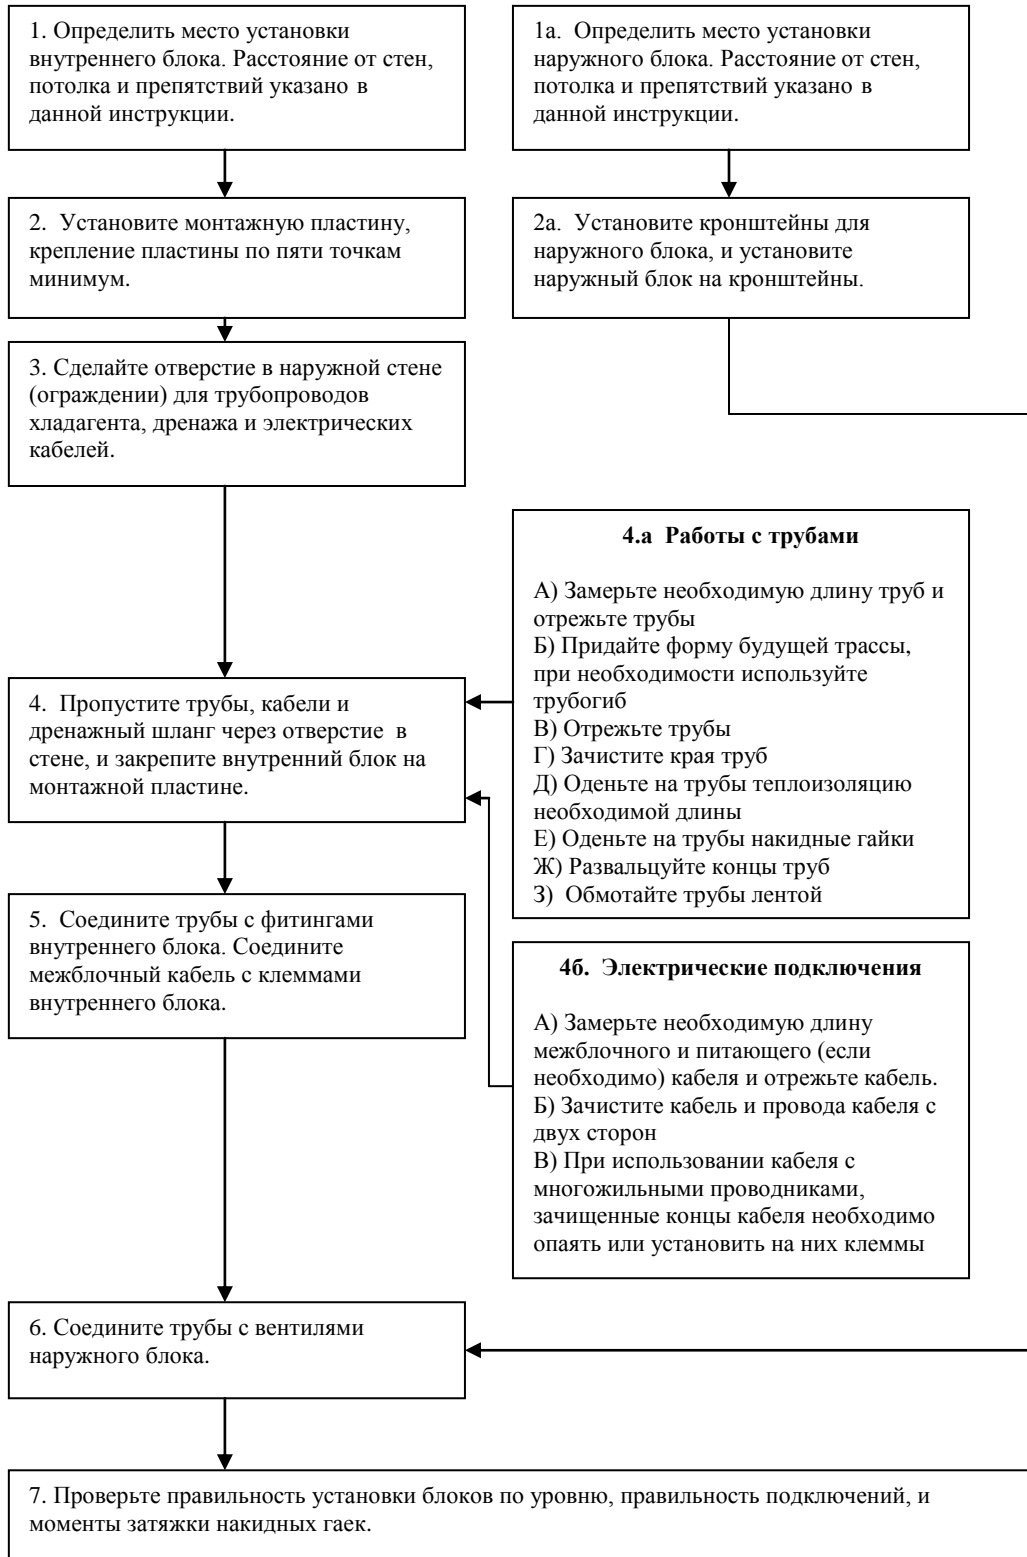 1. Определить место установки
внутреннего блока. Расстояние от стен,
потолка и препятствий указано в
данной инструкции.
1а. Определить место установки
наружного блока. Расстояние от стен,
потолка и препятствий указано в
данной инструкции.
2. Установите монтажную пластину,
крепление пластины по пяти точкам
минимум.
2а. Установите кронштейны для
наружного блока, и установите
наружный блок на кронштейны.
3. Сделайте отверстие в наружной стене
(ограждении) для трубопроводов
хладагента, дренажа и электрических
кабелей.
4.а Работы с трубами
А) Замерьте необходимую длину труб и
отрежьте трубы
Б) Придайте форму будущей трассы,
при необходимости используйте
трубогиб
В) Отрежьте трубы
Г) Зачистите края труб
Д) Оденьте на трубы теплоизоляцию
необходимой длины
Е) Оденьте на трубы накидные гайки
Ж) Развальцуйте концы труб
З) Обмотайте трубы лентой
4. Пропустите трубы, кабели и
дренажный шланг через отверстие в
стене, и закрепите внутренний блок на
монтажной пластине.
5. Соедините трубы с фитингами
внутреннего блока. Соедините
межблочный кабель с клеммами
внутреннего блока.
4б. Электрические подключения
А) Замерьте необходимую длину
межблочного и питающего (если
необходимо) кабеля и отрежьте кабель.
Б) Зачистите кабель и провода кабеля с
двух сторон
В) При использовании кабеля с
многожильными проводниками,
зачищенные концы кабеля необходимо
опаять или установить на них клеммы
6. Соедините трубы с вентилями
наружного блока.
7. Проверьте правильность установки блоков по уровню, правильность подключений, и
моменты затяжки накидных гаек.